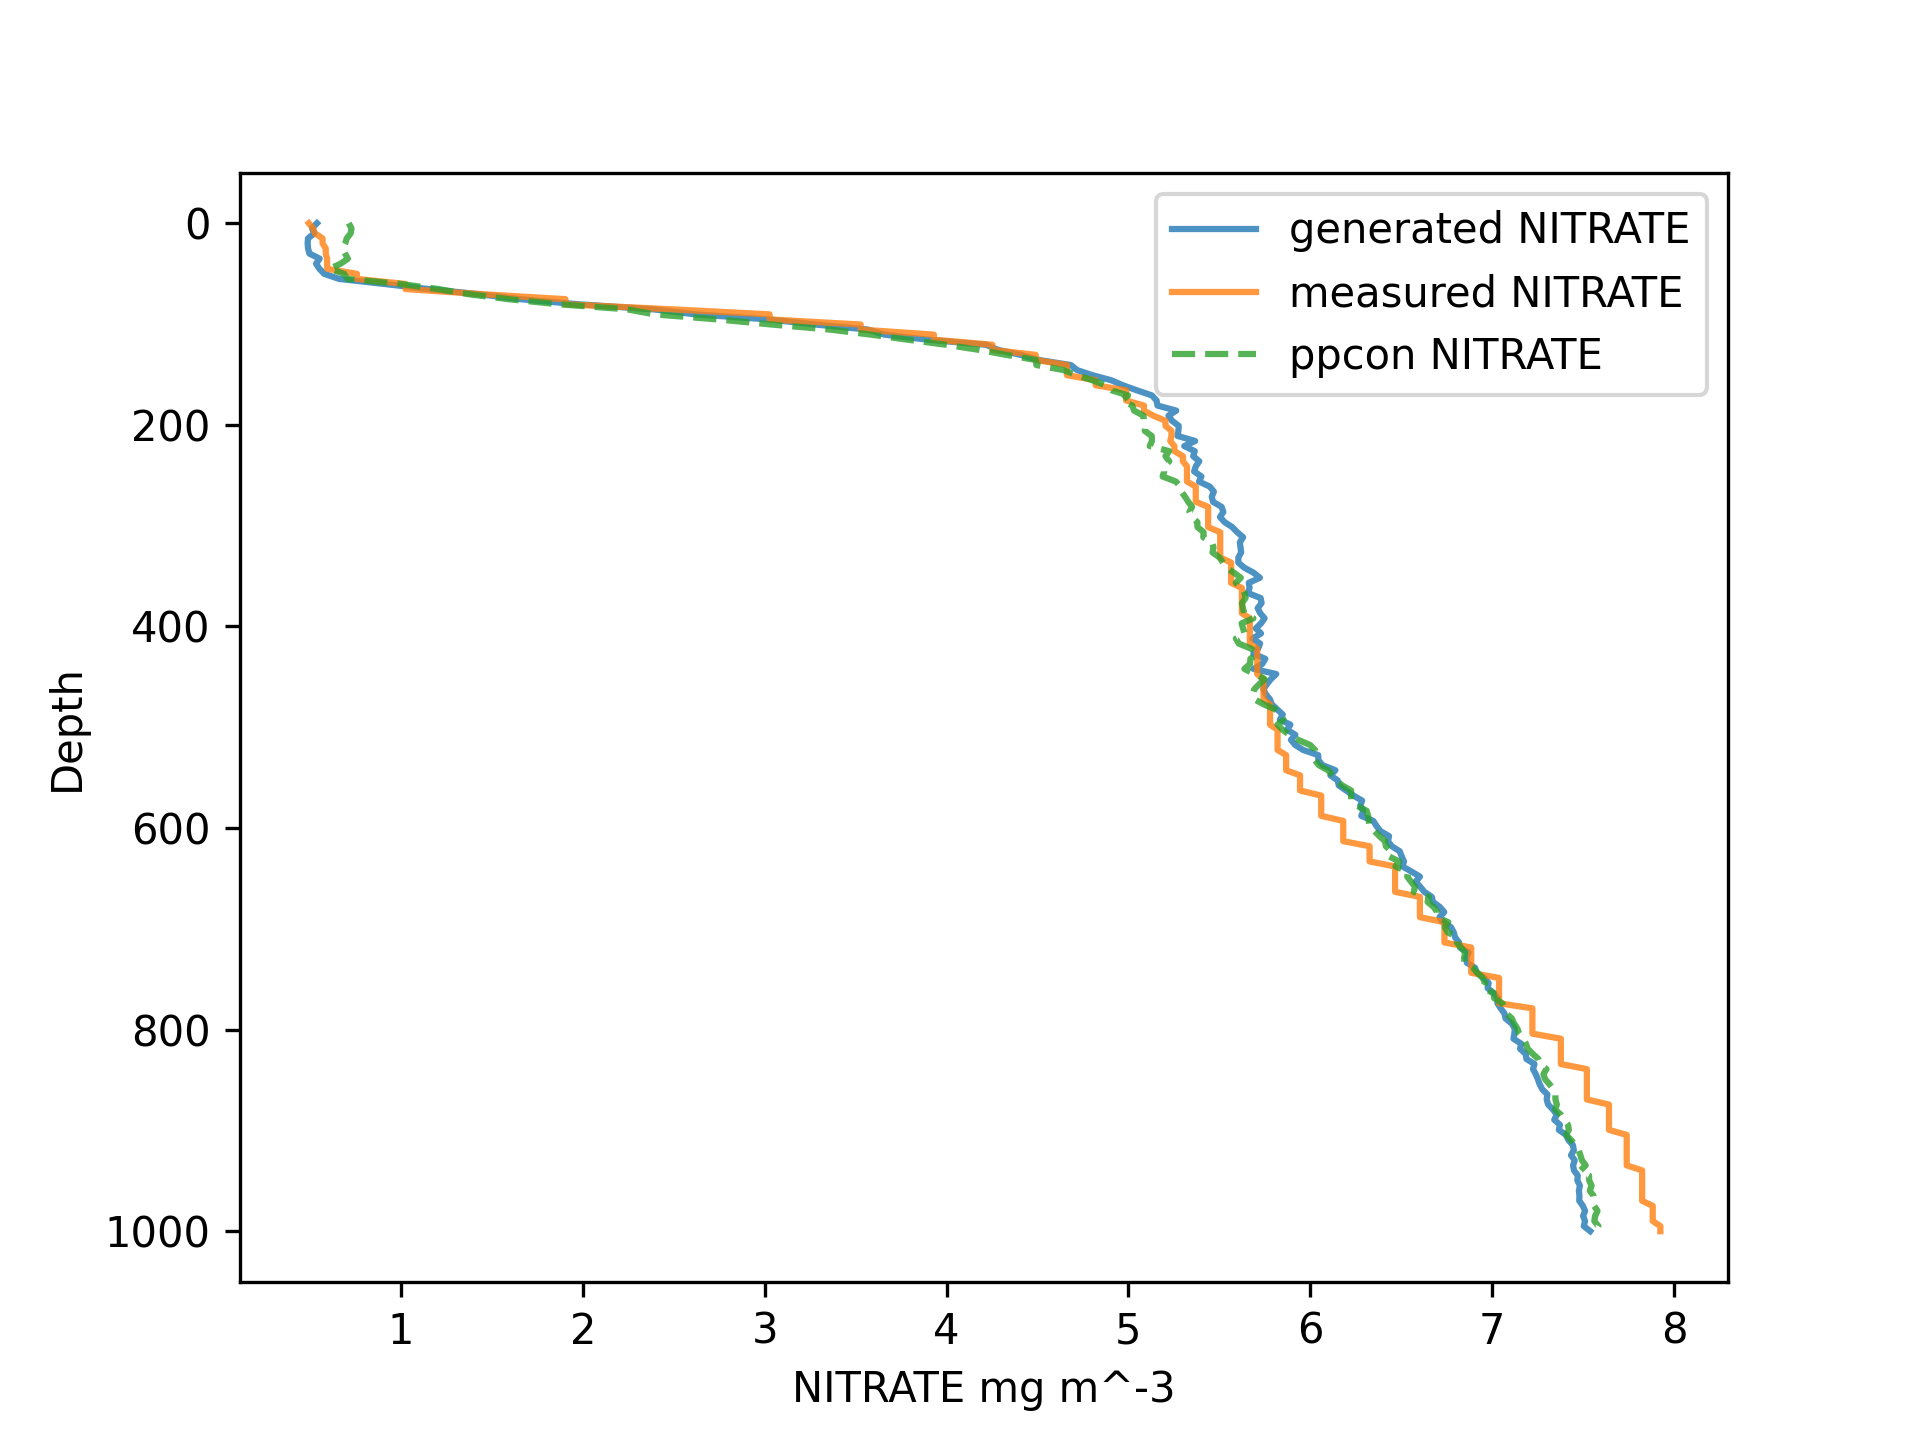 generated NITRATE
measured NITRATE
ppcon NITRATE
0
200
400
600
800
1000
Depth
1 2 3 4 5 6 7 8
NITRATE mg m^-3